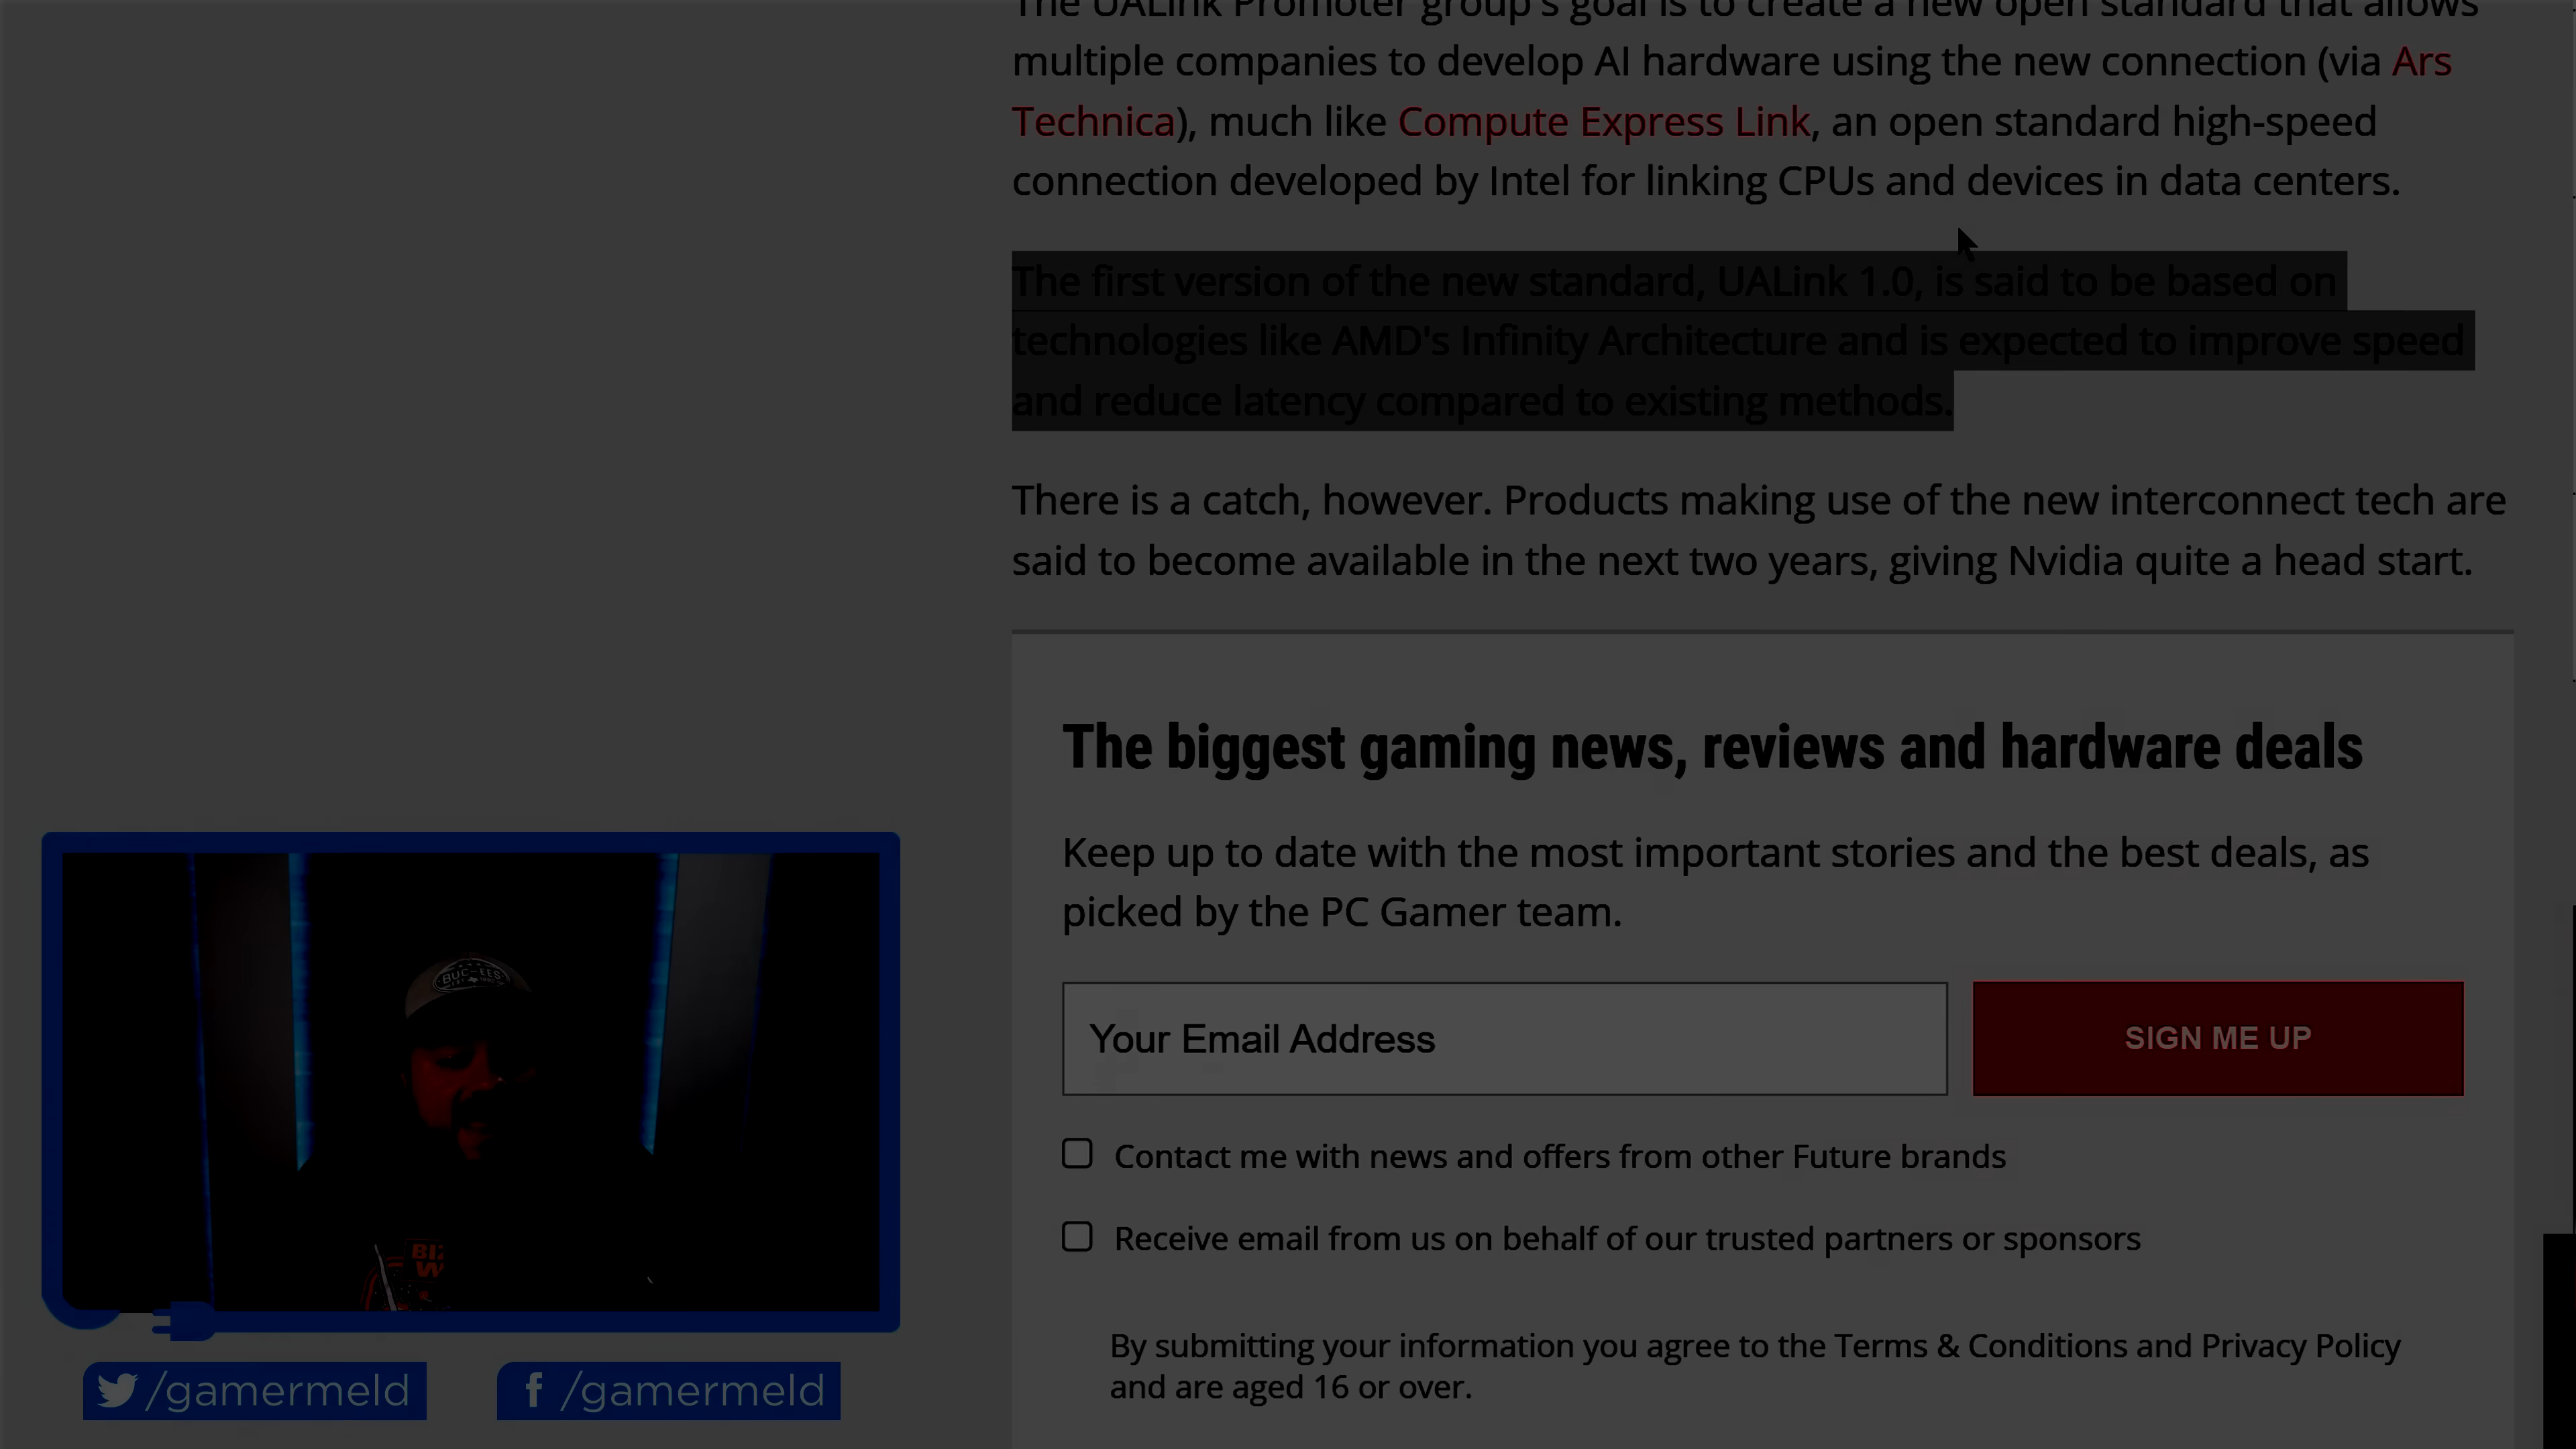 The UALink Promoter group's goal is to create a new open standard that allows
multiple companies to develop AI hardware using the new connection (via Ars
Technica), much like Compute Express Link, an open standard high-speed
connection developed by Intel for linking CPUs and devices in data centers.
The first version of the new standard, UALink 1.0, is said to be based on
technologies like AMD's Infinity Architecture and is expected to improve speed
and reduce latency compared to existing methods.
There is a catch, however. Products making use of the new interconnect tech are
said to become available in the next two years, giving Nvidia quite a head start.
The biggest gaming news, reviews and hardware deals
Keep up to date with the most important stories and the best deals, as
picked by the PC Gamer team.
Your Email Address
SIGN ME UP
Contact me with news and offers from other Future brands
Receive email from us on behalf of our trusted partners or sponsors
By submitting your information you agree to the Terms & Conditions and Privacy Policy
and are aged 16 or over.
BUC-EES
/gamermeld
/gamermeld